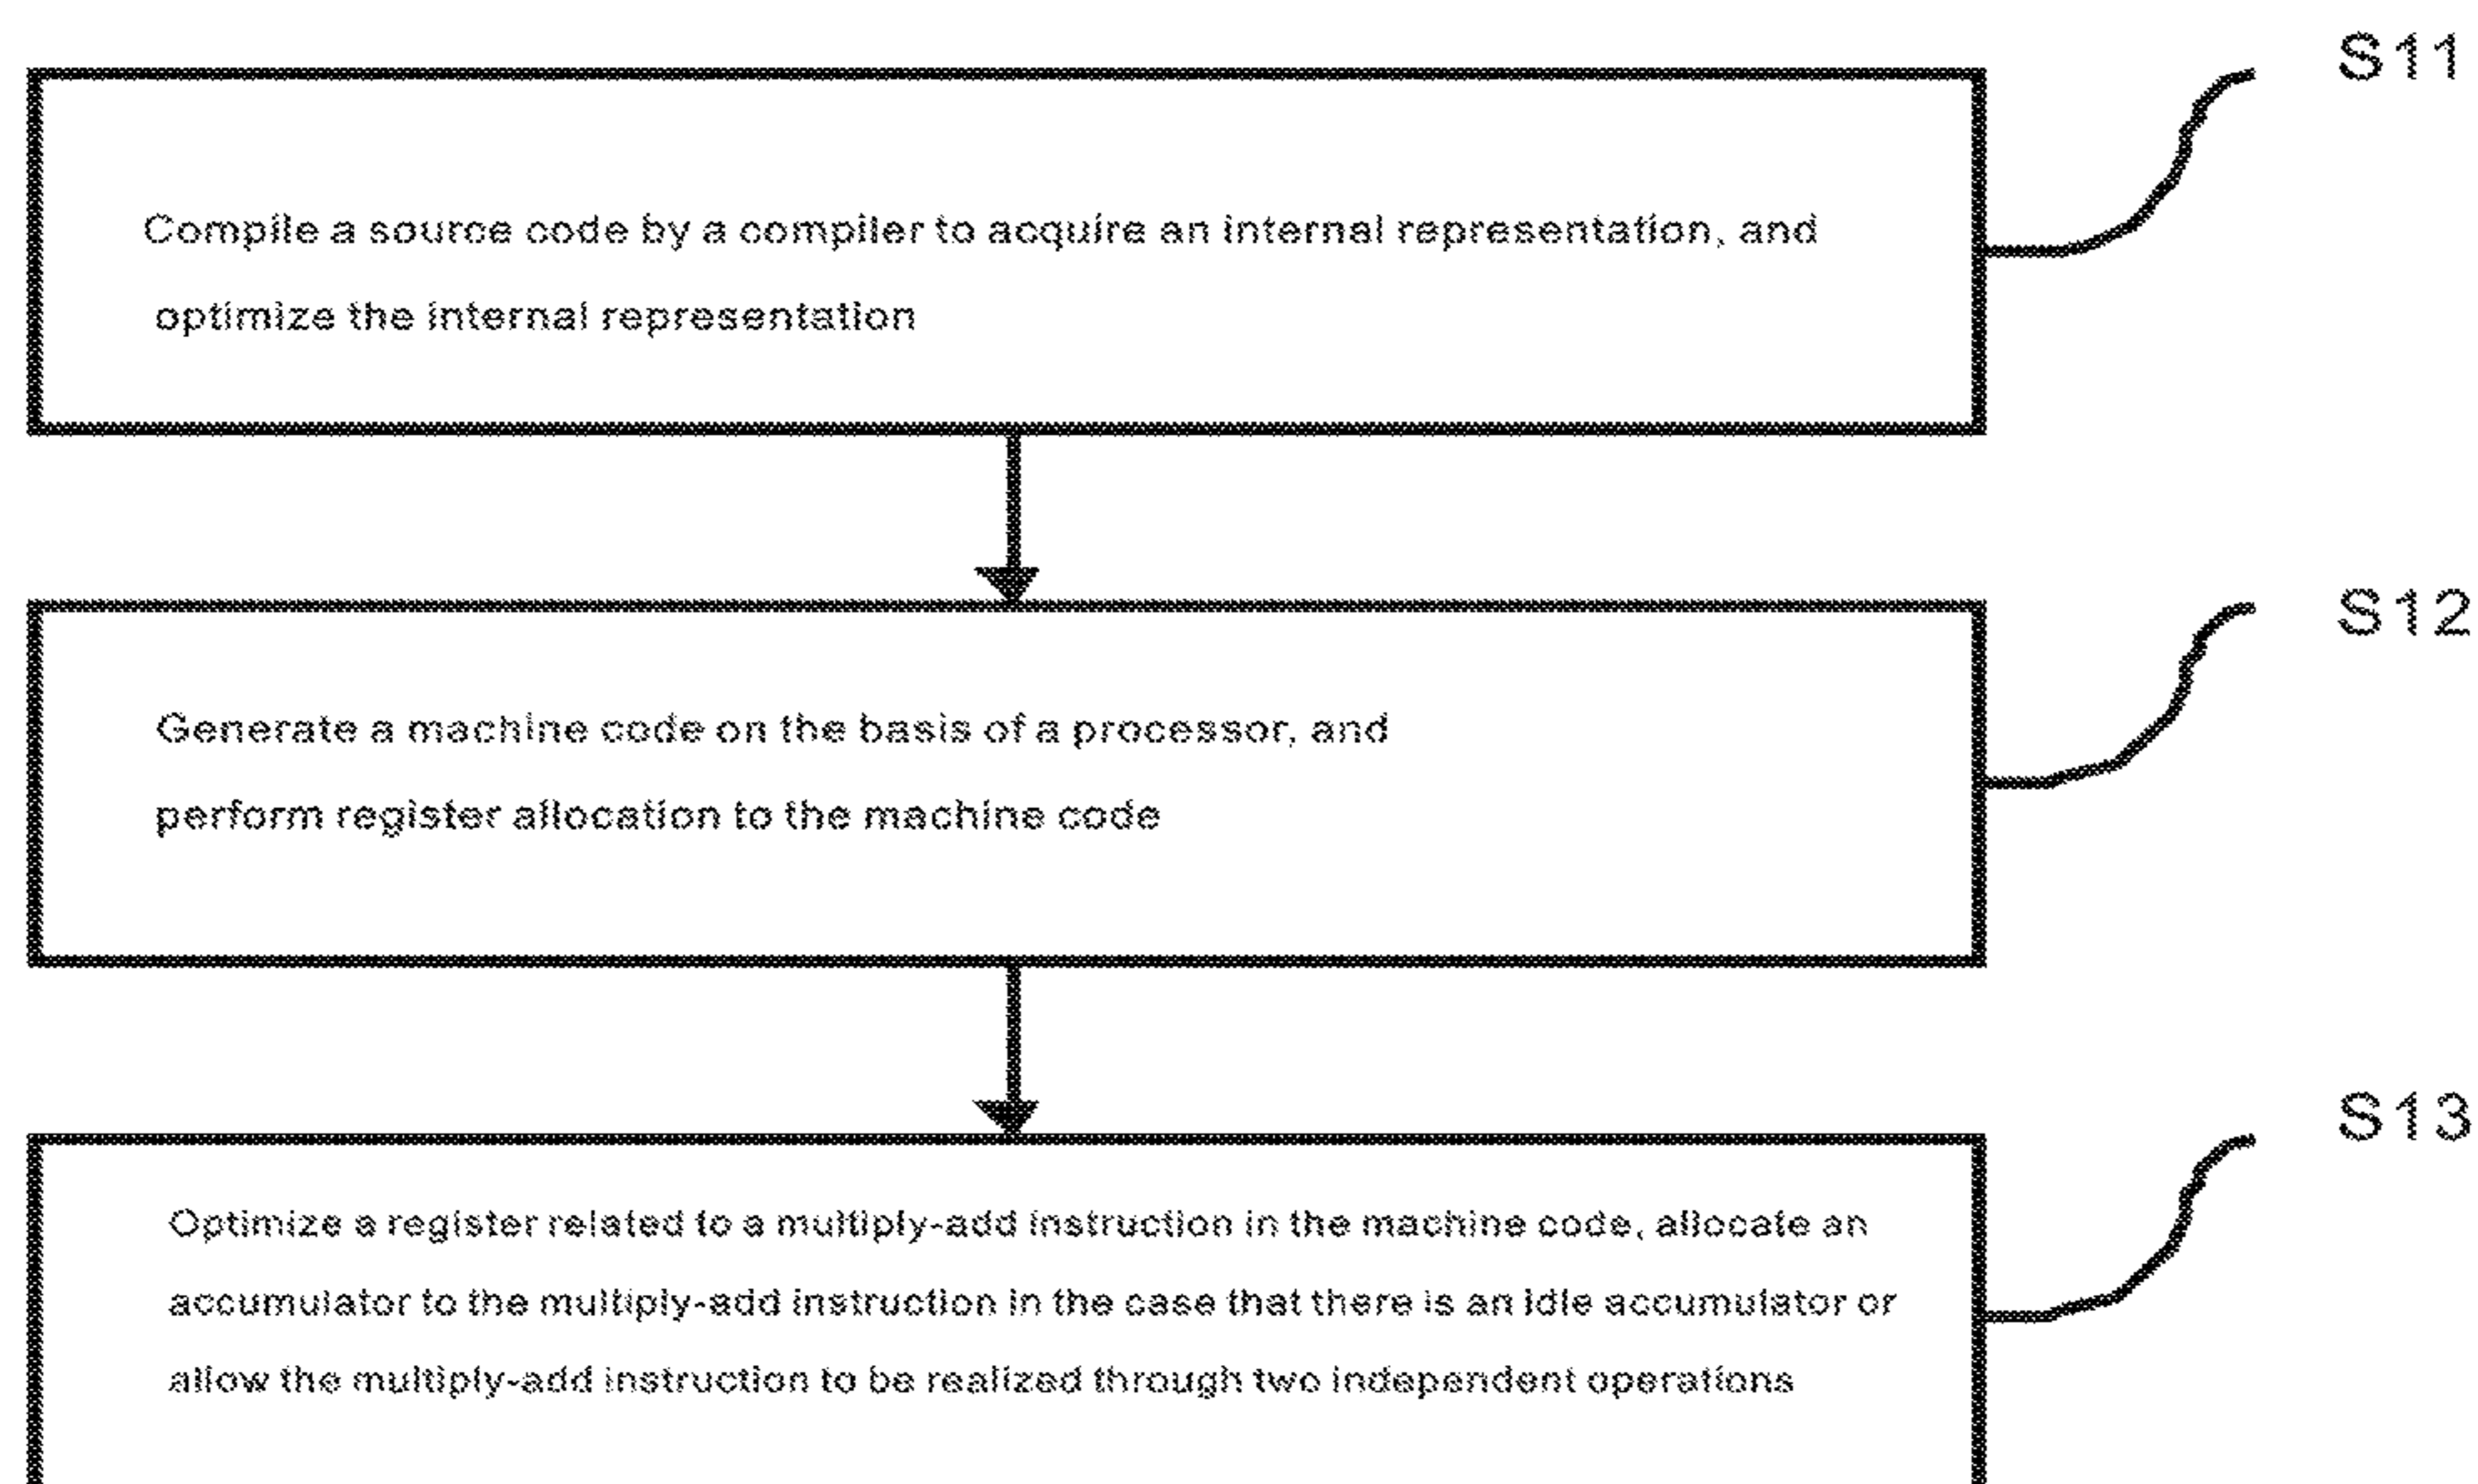 S11
Compile a source code by a compiler to acquire an internal representation, and
optimize the internal representation
S12
Generate a machine code on the basis of a processor, and
perform register allocation to the machine code
S13
Optimize a register related to a multiply-add instruction in the machine code, allocate an
accumulator to the multiply-add instruction in the case that there is an idle accumulator or
allow the multiply-add instruction to be realized through two independent operations